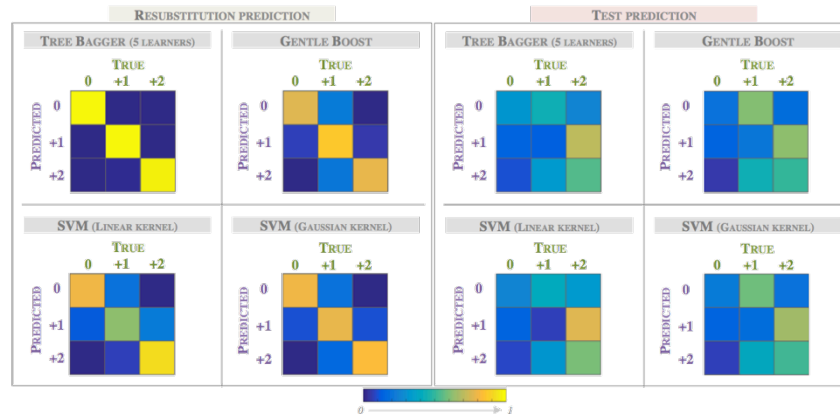 RESUBSTITUTION PREDICTION
TEST PREDICTION
TREE BAGGER (5 LEARNERS)
GENTLE BOOST
TREE BAGGER (5 LEARNERS)
GENTLE BOOST
TRUE
TRUE
TRUE
TRUE
0 +1 +2
0 +1 +2
0 +1 +2
0 +1 +2
PREDICTED
0
+1
+2
PREDICTED
0
+1
+2
PREDICTED
0
+1
+2
PREDICTED
0
+1
+2
SVM (LINEAR KERNEL)
SVM (GAUSSIAN KERNEL)
SVM (LINEAR KERNEL)
SVM (GAUSSIAN KERNEL)
TRUE
TRUE
TRUE
TRUE
0 +1 +2
0 +1 +2
0 +1 +2
0 +1 +2
PREDICTED
0
+1
+2
PREDICTED
0
+1
+2
PREDICTED
0
+1
+2
PREDICTED
0
+1
+2
0 1